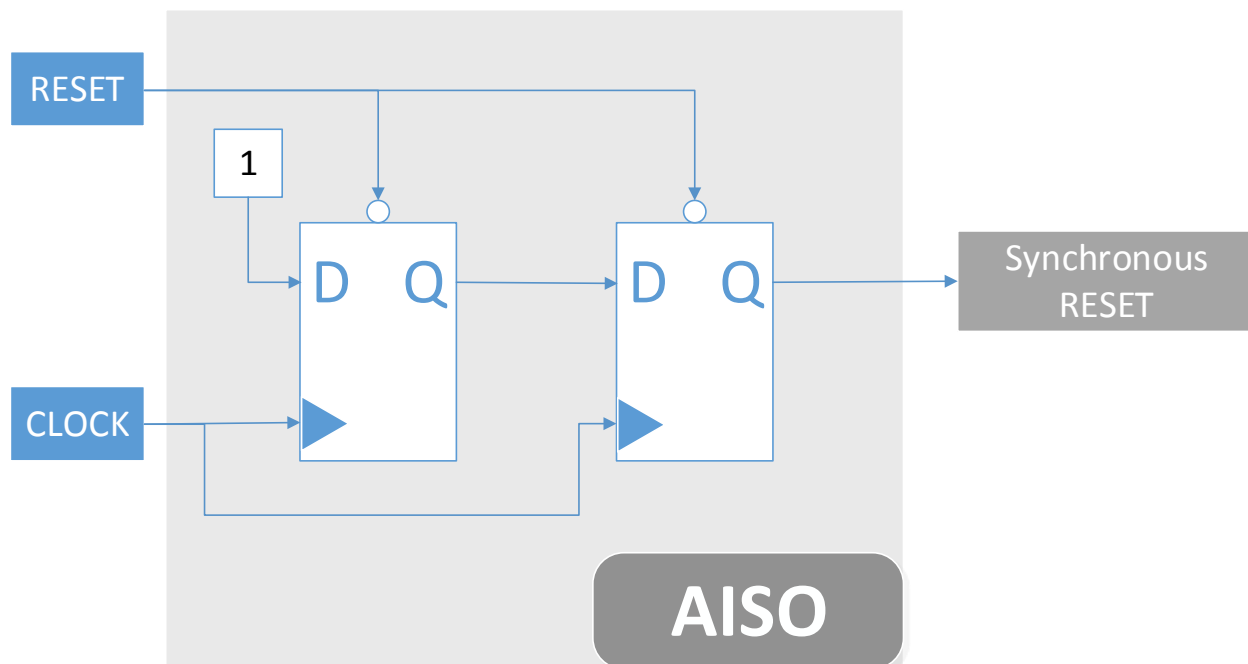 RESET
1
D Q
D Q
Synchronous
RESET
CLOCK
AISO